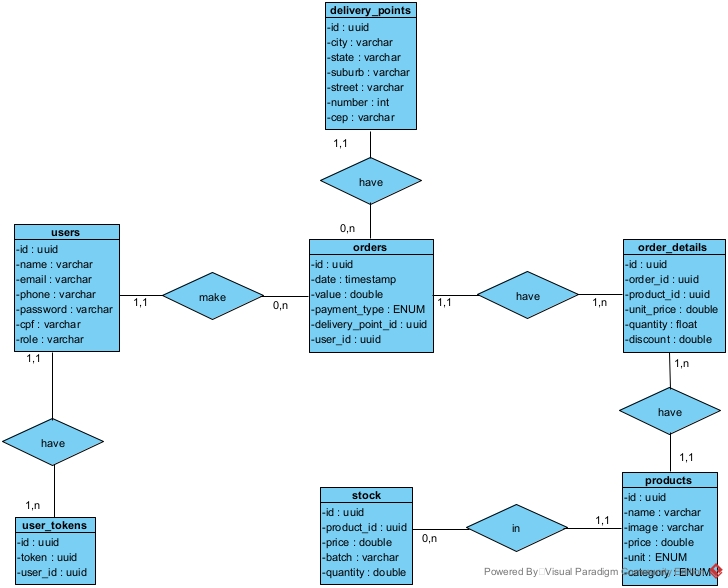 delivery_points
-id : uuid
-city : varchar
-state : varchar
-suburb : varchar
-street : varchar
-number : int
-cep : varchar
1,1
have
0,n
users
-id : uuid
-name : varchar
-email : varchar
-phone : varchar
-password : varchar
-cpf : varchar
-role : varchar
1,1
make
0,n
orders
-id : uuid
-date : timestamp
-value : double
-payment_type : ENUM
-delivery_point_id : uuid
-user_id : uuid
1,1
have
1,n
order_details
-id : uuid
-order_id : uuid
-product_id : uuid
-unit_price : double
-quantity : float
-discount : double
1,1
have
1,n
user_tokens
-id : uuid
-token : uuid
-user_id : uuid
1,n
have
1,1
stock
-id : uuid
-product_id : uuid
-price : double
-batch : varchar
-quantity : double
0,n
in
1,1
products
-id : uuid
-name : varchar
-image : varchar
-price : double
-unit : ENUM
-category : ENUM
Powered By Visual Paradigm